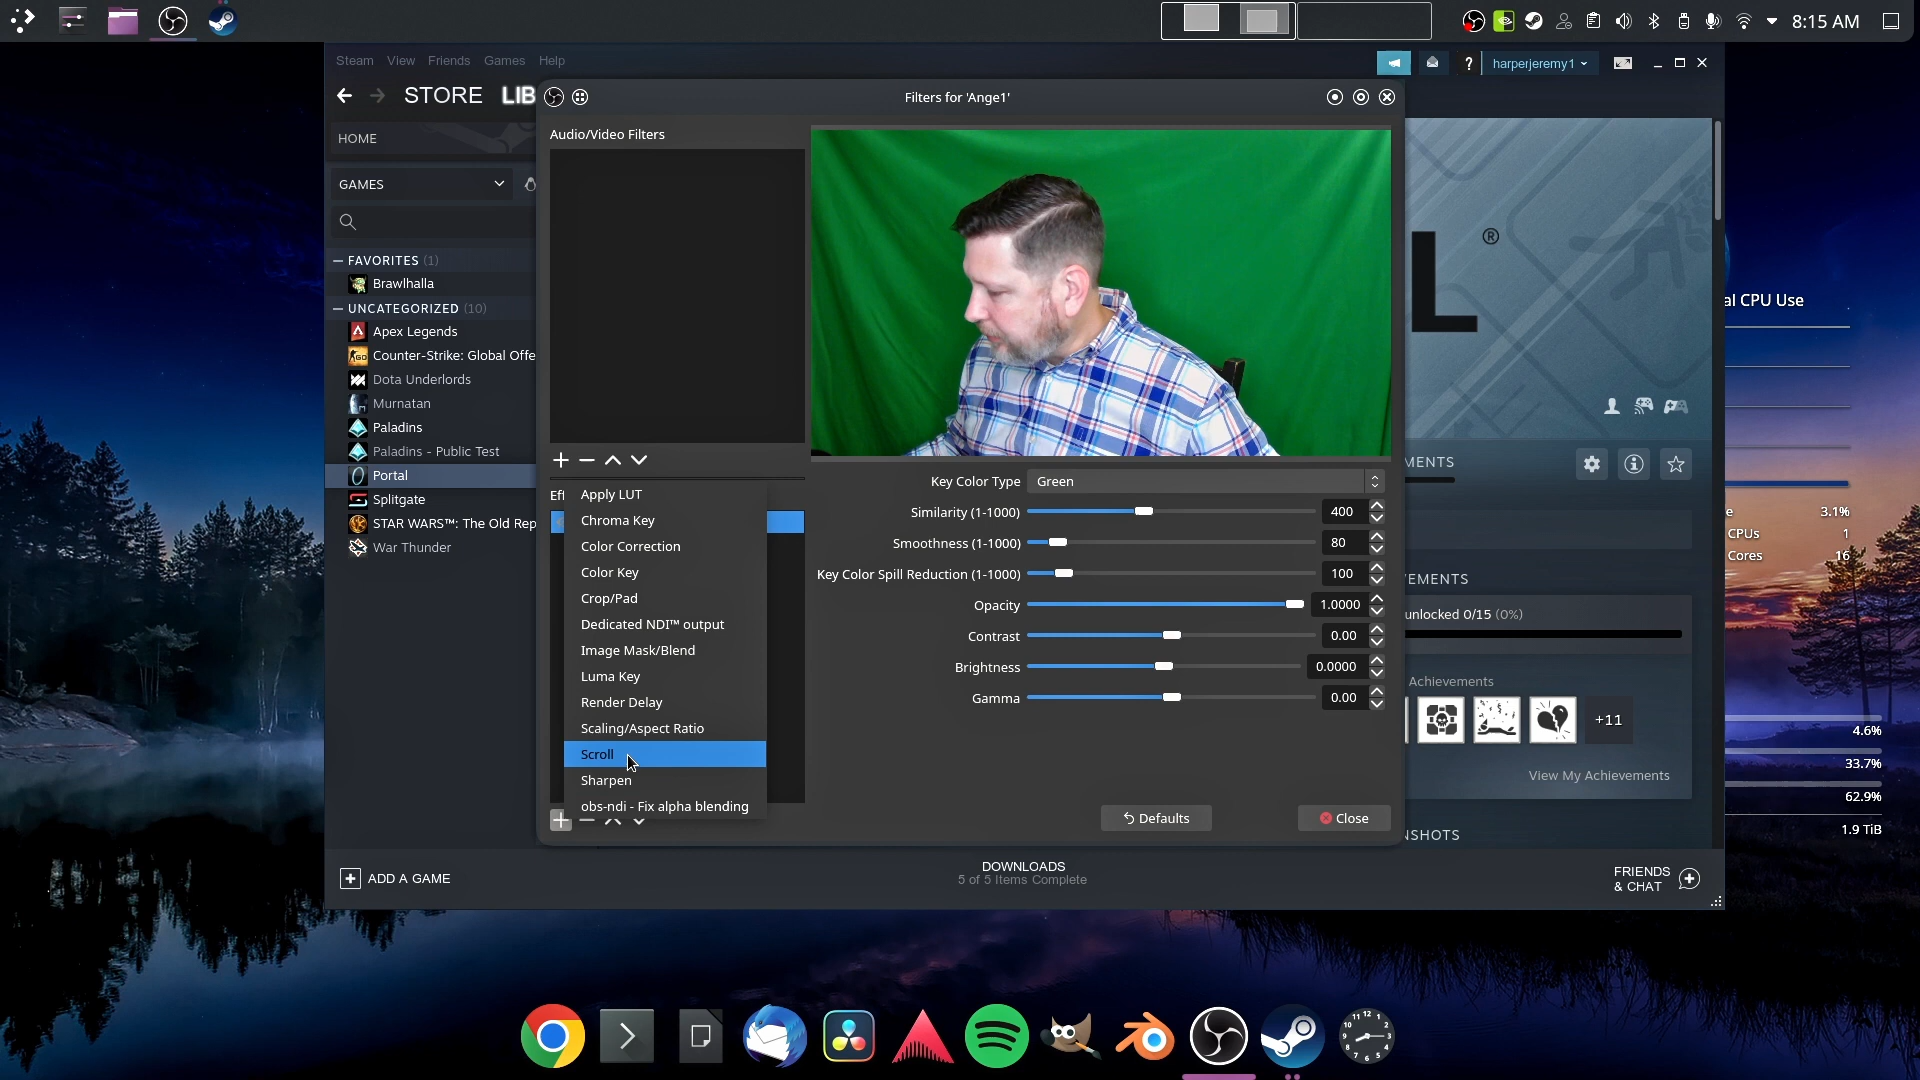 8:15 AM
Steam View Friends Games Help
? harperjeremy1
STORE LIB
Filters for 'Ange1'
HOME
Audio/Video Filters
GAMES
FAVORITES (1)
Brawlhalla
UNCATEGORIZED (10)
Apex Legends
Counter-Strike: Global Offe
Dota Underlords
Murnatan
Paladins
Paladins - Public Test
Portal
Splitgate
STAR WARS™: The Old Rep
War Thunder
Eff
Apply LUT
Chroma Key
Color Correction
Color Key
Crop/Pad
Dedicated NDI™ output
Image Mask/Blend
Luma Key
Render Delay
Scaling/Aspect Ratio
Scroll
Sharpen
obs-ndi - Fix alpha blending
Key Color Type Green
Similarity (1-1000) 400
Smoothness (1-1000) 80
Key Color Spill Reduction (1-1000) 100
Opacity 1.0000
Contrast 0.00
Brightness 0.0000
Gamma 0.00
Defaults
Close
L®
MENTS
EMENTS
unlocked 0/15 (0%)
Achievements
+11
View My Achievements
NSHOTS
al CPU Use
e 3.1%
CPUs 1
Cores 16
4.6%
33.7%
62.9%
1.9 TiB
ADD A GAME
DOWNLOADS
5 of 5 Items Complete
FRIENDS
& CHAT